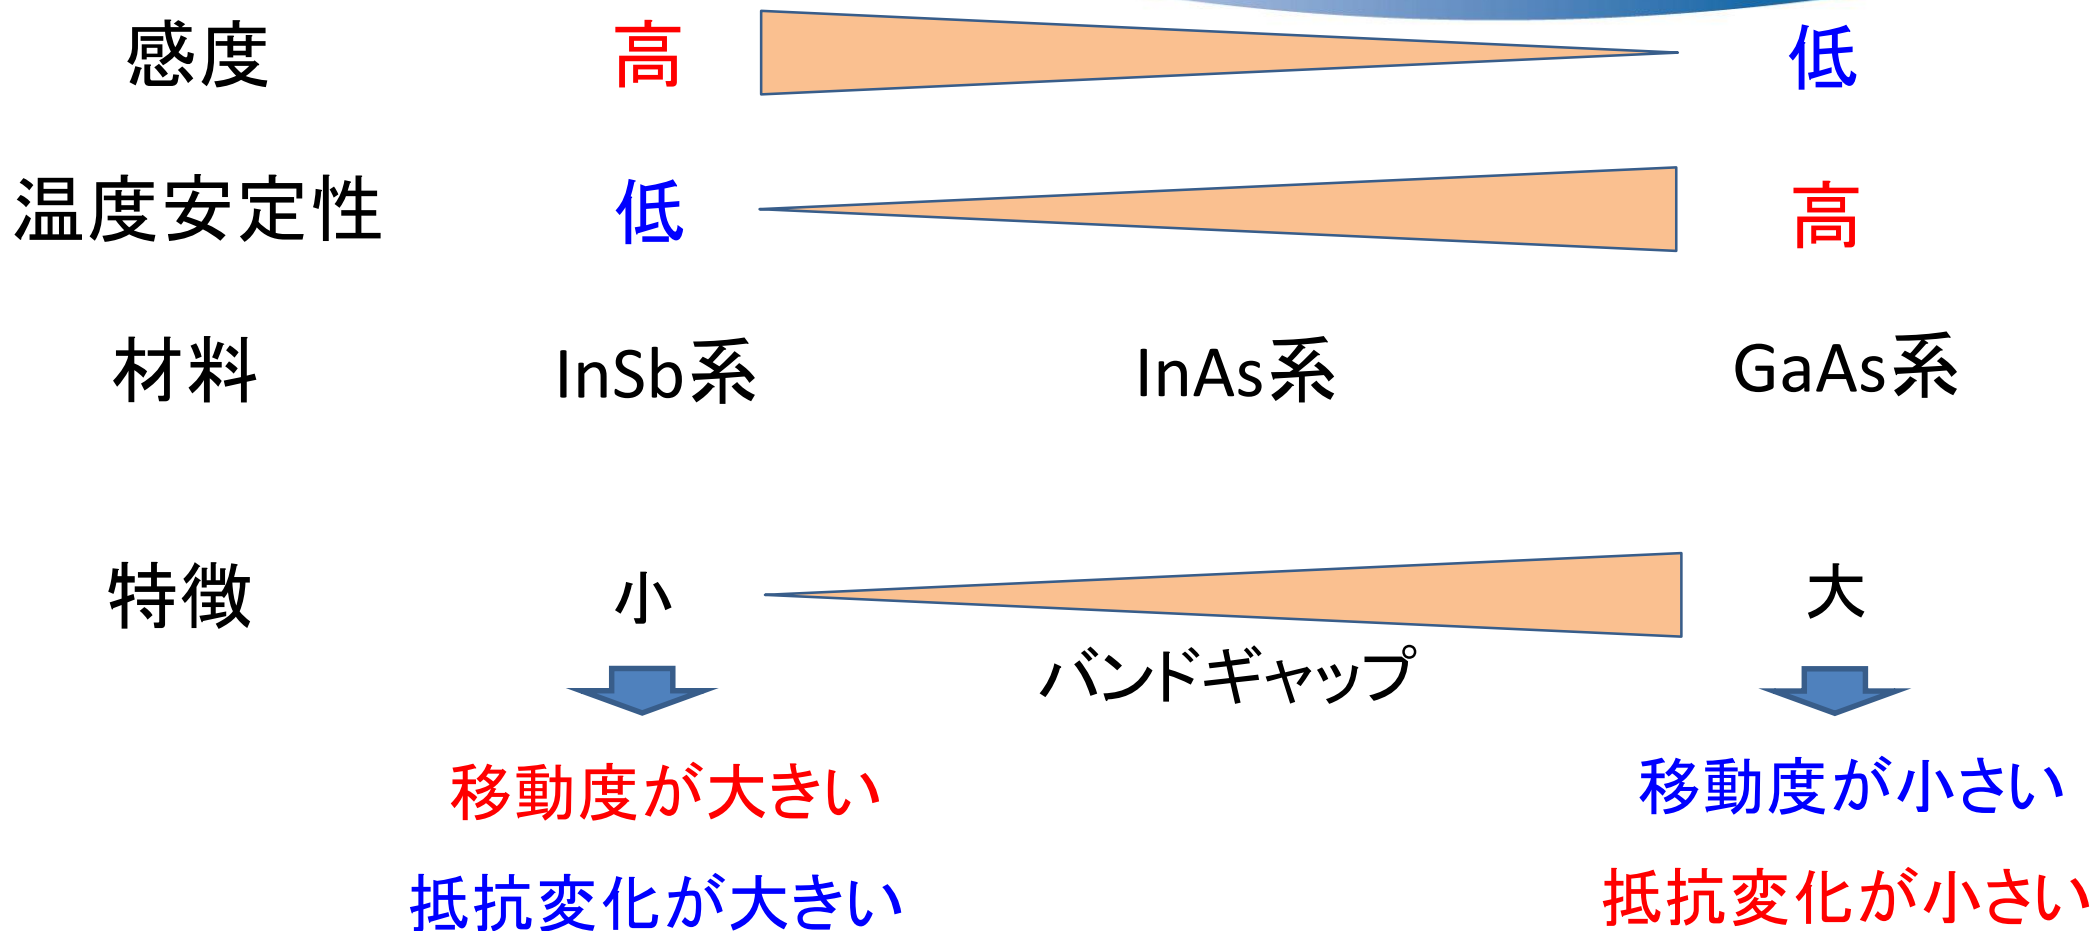 感度 高 低
温度安定性 低 高
材料 InSb系 InAs系 GaAs系
特徴 小 大
バンドギャップ
移動度が大きい 移動度が小さい
抵抗変化が大きい 抵抗変化が小さい